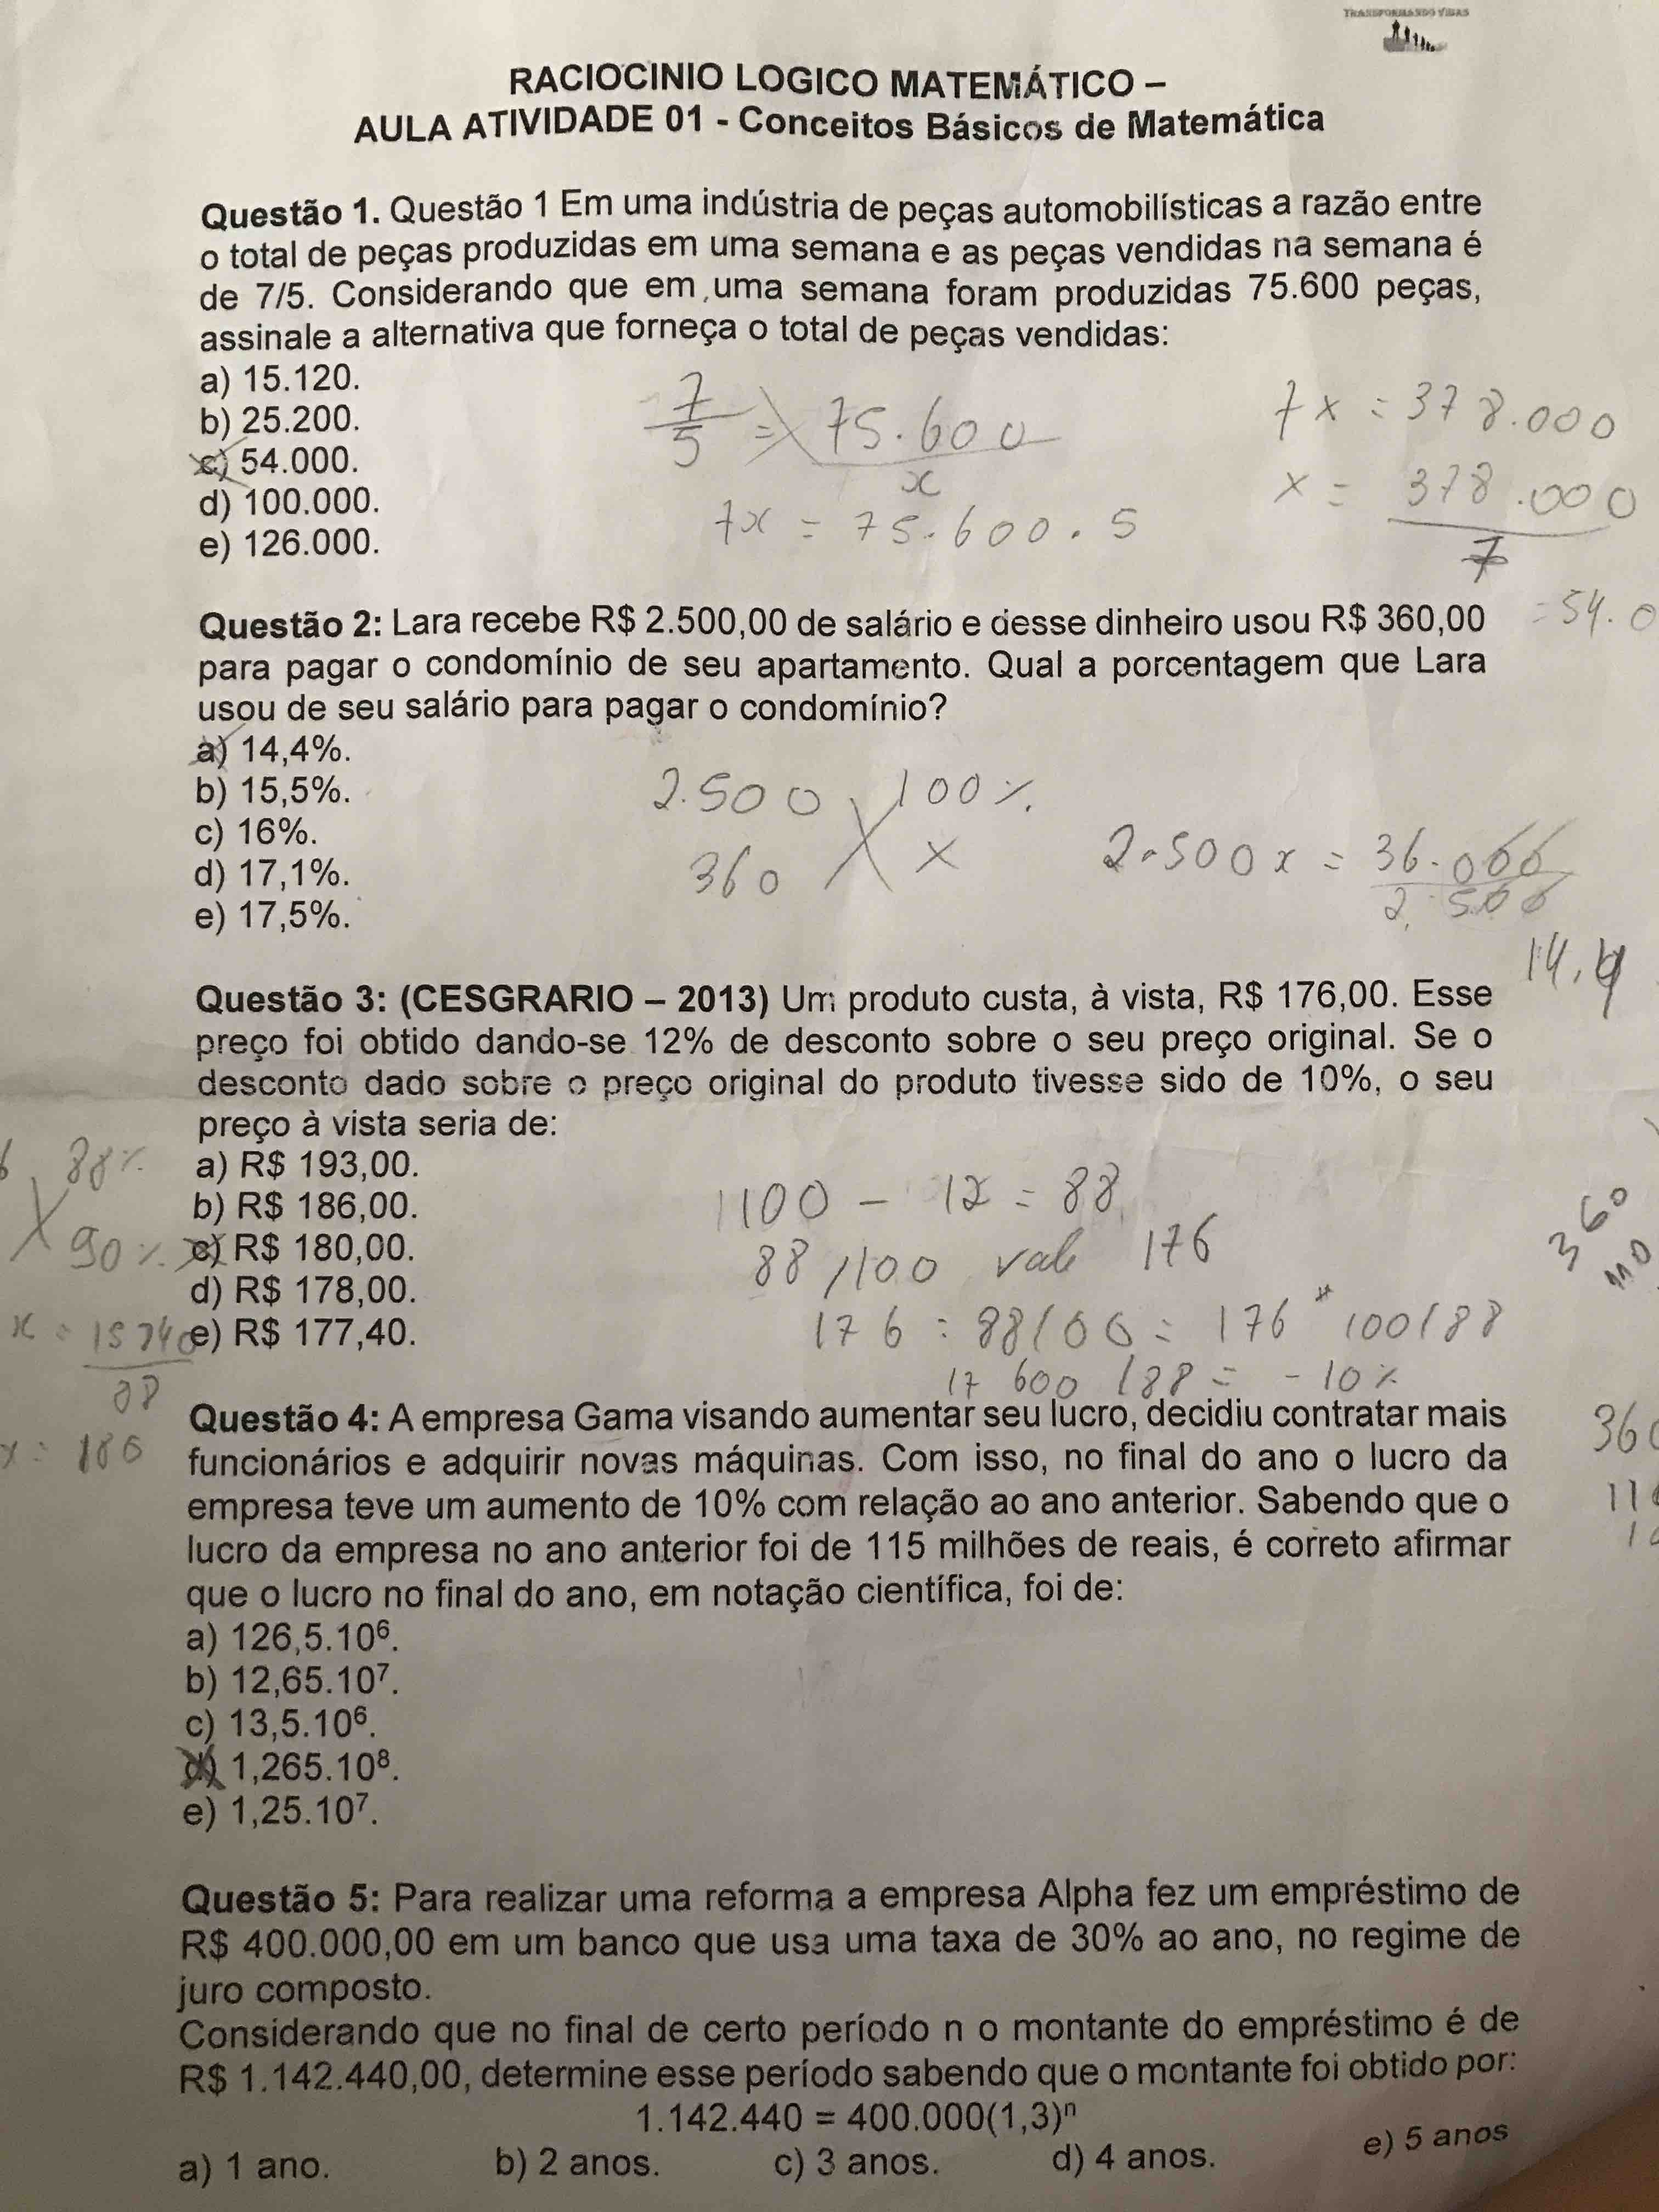 TRANSFORMANDO VIDAS
RACIOCINIO LOGICO MATEMÁTICO –
AULA ATIVIDADE 01 - Conceitos Básicos de Matemática
Questão 1. Questão 1 Em uma indústria de peças automobilísticas a razão entre
o total de peças produzidas em uma semana e as peças vendidas na semana é
de 7/5. Considerando que em uma semana foram produzidas 75.600 peças,
assinale a alternativa que forneça o total de peças vendidas:
a) 15.120.
b) 25.200.
c) 54.000.
d) 100.000.
e) 126.000.
7/5 = 75.600/x
7x = 75.600.5
7x = 378.000
x = 378.000/7
= 54.0
Questão 2: Lara recebe R$ 2.500,00 de salário e desse dinheiro usou R$ 360,00
para pagar o condomínio de seu apartamento. Qual a porcentagem que Lara
usou de seu salário para pagar o condomínio?
a) 14,4%.
b) 15,5%.
c) 16%.
d) 17,1%.
e) 17,5%.
2.500 100%
360 x
2.500x = 36.000
2.500
14,4
Questão 3: (CESGRARIO – 2013) Um produto custa, à vista, R$ 176,00. Esse
preço foi obtido dando-se 12% de desconto sobre o seu preço original. Se o
desconto dado sobre o preço original do produto tivesse sido de 10%, o seu
preço à vista seria de:
a) R$ 193,00.
b) R$ 186,00.
c) R$ 180,00.
d) R$ 178,00.
e) R$ 177,40.
88%
90%
x = 15840
88
x = 180
100 - 12 = 88
88/100 vale 176
176 : 88/100 = 176 * 100/88
17 600 /88 = - 10%
360
Questão 4: A empresa Gama visando aumentar seu lucro, decidiu contratar mais
funcionários e adquirir novas máquinas. Com isso, no final do ano o lucro da
empresa teve um aumento de 10% com relação ao ano anterior. Sabendo que o
lucro da empresa no ano anterior foi de 115 milhões de reais, é correto afirmar
que o lucro no final do ano, em notação científica, foi de:
a) 126,5.10⁶.
b) 12,65.10⁷.
c) 13,5.10⁶.
d) 1,265.10⁸.
e) 1,25.10⁷.
Questão 5: Para realizar uma reforma a empresa Alpha fez um empréstimo de
R$ 400.000,00 em um banco que usa uma taxa de 30% ao ano, no regime de
juro composto.
Considerando que no final de certo período n o montante do empréstimo é de
R$ 1.142.440,00, determine esse período sabendo que o montante foi obtido por:
1.142.440 = 400.000(1,3)ⁿ
a) 1 ano. b) 2 anos. c) 3 anos. d) 4 anos. e) 5 anos